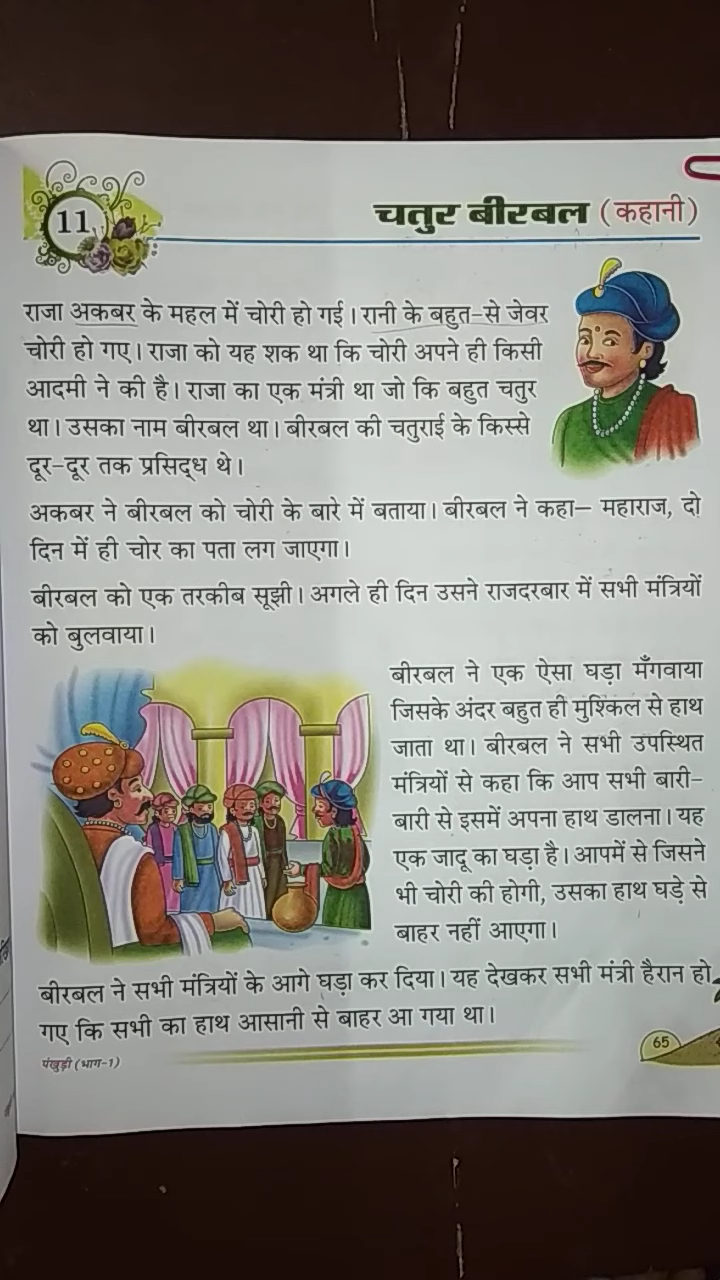 11
चतुर बीरबल (कहानी)
राजा अकबर के महल में चोरी हो गई। रानी के बहुत-से जेवर
चोरी हो गए। राजा को यह शक था कि चोरी अपने ही किसी
आदमी ने की है। राजा का एक मंत्री था जो कि बहुत चतुर
था। उसका नाम बीरबल था। बीरबल की चतुराई के किस्से
दूर-दूर तक प्रसिद्ध थे।
अकबर ने बीरबल को चोरी के बारे में बताया। बीरबल ने कहा– महाराज, दो
दिन में ही चोर का पता लग जाएगा।
बीरबल को एक तरकीब सूझी। अगले ही दिन उसने राजदरबार में सभी मंत्रियों
को बुलवाया।
बीरबल ने एक ऐसा घड़ा मँगवाया
जिसके अंदर बहुत ही मुश्किल से हाथ
जाता था। बीरबल ने सभी उपस्थित
मंत्रियों से कहा कि आप सभी बारी-
बारी से इसमें अपना हाथ डालना। यह
एक जादू का घड़ा है। आपमें से जिसने
भी चोरी की होगी, उसका हाथ घड़े से
बाहर नहीं आएगा।
बीरबल ने सभी मंत्रियों के आगे घड़ा कर दिया। यह देखकर सभी मंत्री हैरान हो
गए कि सभी का हाथ आसानी से बाहर आ गया था।
पंखुड़ी (भाग-1)
65